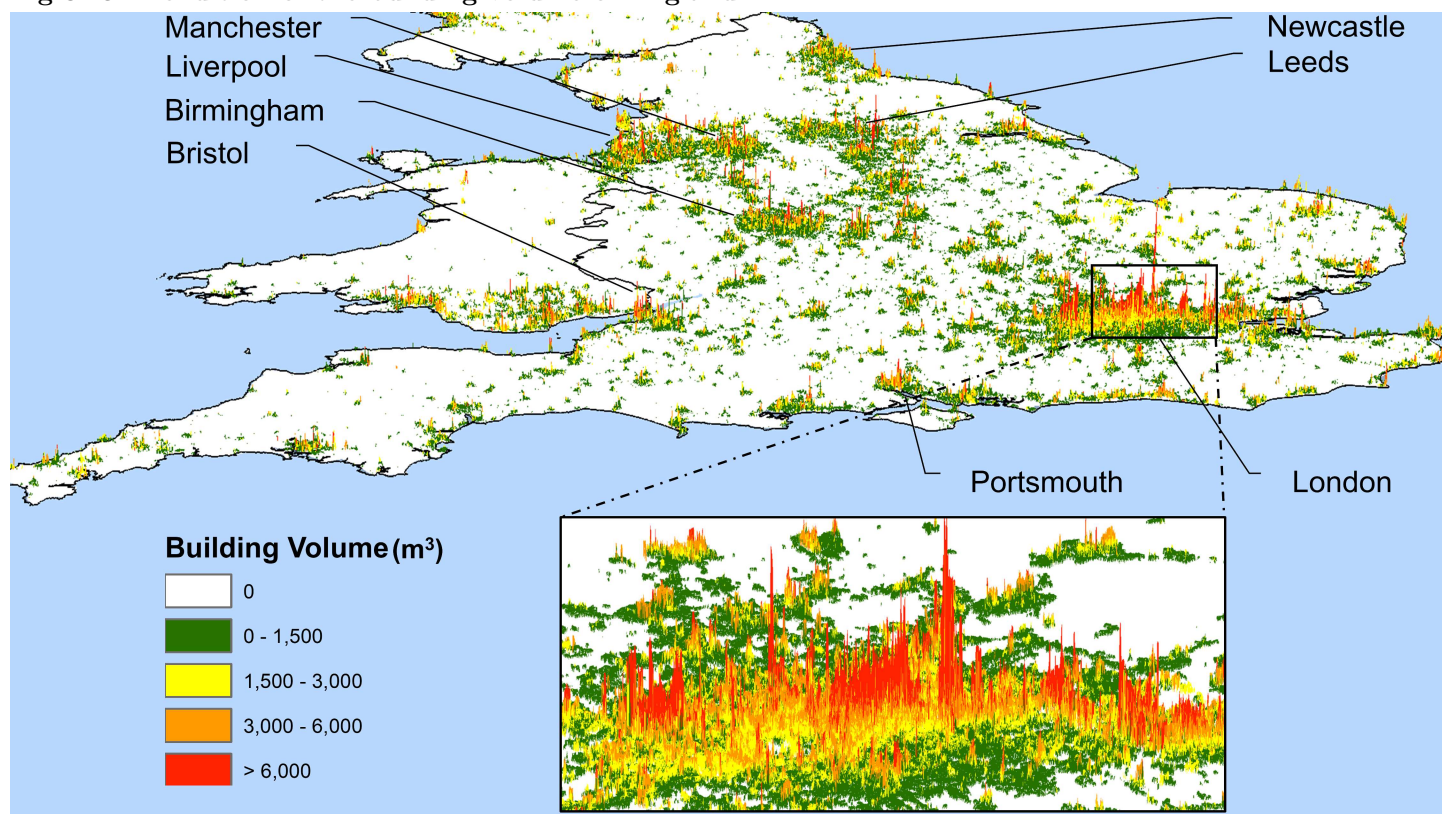 Manchester
Liverpool
Birmingham
Bristol
Newcastle
Leeds
Portsmouth
London
Building Volume (m³)
0
0 - 1,500
1,500 - 3,000
3,000 - 6,000
> 6,000